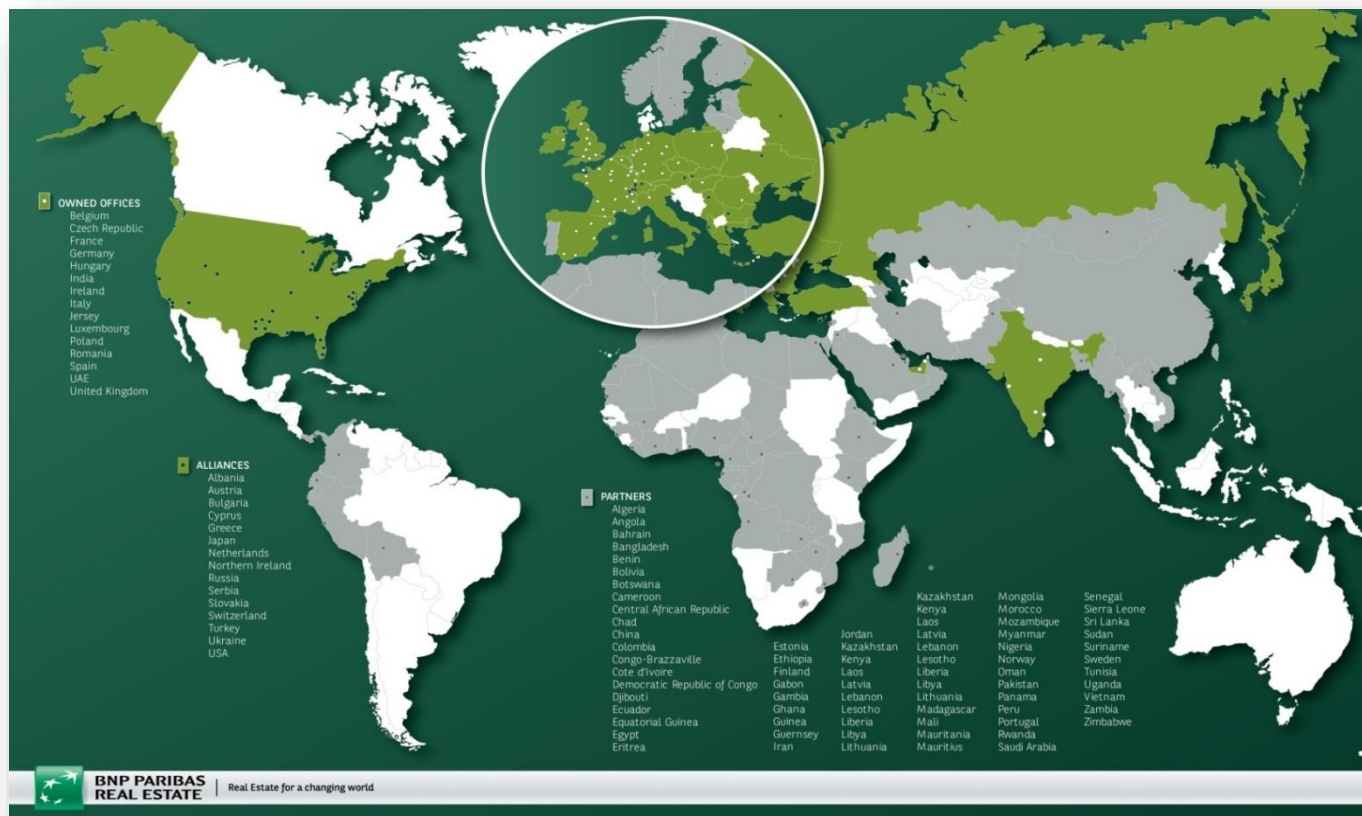 OWNED OFFICES
Belgium
Czech Republic
France
Germany
Hungary
India
Ireland
Italy
Jersey
Luxembourg
Poland
Romania
Spain
UAE
United Kingdom
ALLIANCES
Albania
Austria
Bulgaria
Cyprus
Greece
Japan
Netherlands
Northern Ireland
Russia
Serbia
Slovakia
Switzerland
Turkey
Ukraine
USA
PARTNERS
Algeria
Angola
Bahrain
Bangladesh
Benin
Bolivia
Botswana
Cameroon
Central African Republic
Chad
China
Colombia
Congo-Brazzaville
Cote d'Ivoire
Democratic Republic of Congo
Djibouti
Ecuador
Equatorial Guinea
Egypt
Eritrea
Estonia
Ethiopia
Finland
Gabon
Gambia
Ghana
Guinea
Guernsey
Iran
Jordan
Kazakhstan
Kenya
Laos
Latvia
Lebanon
Lesotho
Liberia
Libya
Lithuania
Kazakhstan
Kenya
Laos
Latvia
Lebanon
Lesotho
Liberia
Libya
Lithuania
Madagascar
Mali
Mauritania
Mauritius
Mongolia
Morocco
Mozambique
Myanmar
Nigeria
Norway
Oman
Pakistan
Panama
Peru
Portugal
Rwanda
Saudi Arabia
Senegal
Sierra Leone
Sri Lanka
Sudan
Suriname
Sweden
Tunisia
Uganda
Vietnam
Zambia
Zimbabwe
BNP PARIBAS
REAL ESTATE
Real Estate for a changing world